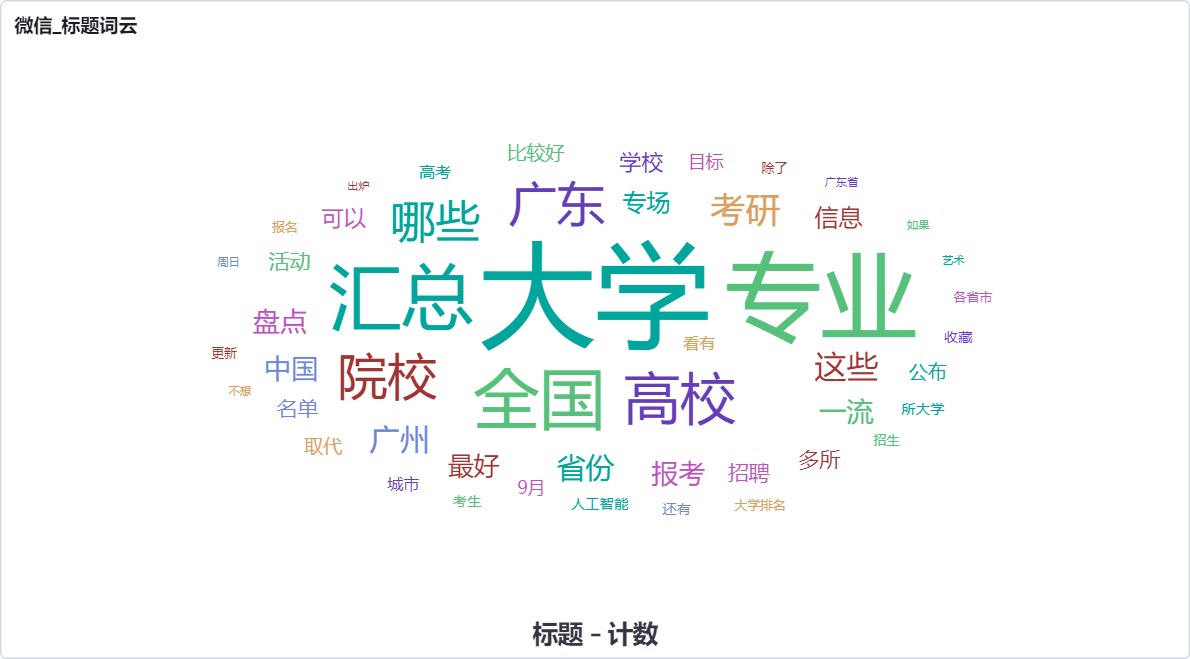 微信_标题词云
比较好
学校
目标
除了
高考
出炉
广东省
广东
专场
考研
信息
可以
哪些
报名
如果
周日
活动
艺术
大学
专业
汇总
各省市
盘点
收藏
看有
更新
中国
院校
这些
公布
全国
高校
不想
名单
一流
所大学
取代
广州
招生
最好
省份
报考
招聘
多所
城市
9月
考生
人工智能
还有
大学排名
标题 - 计数